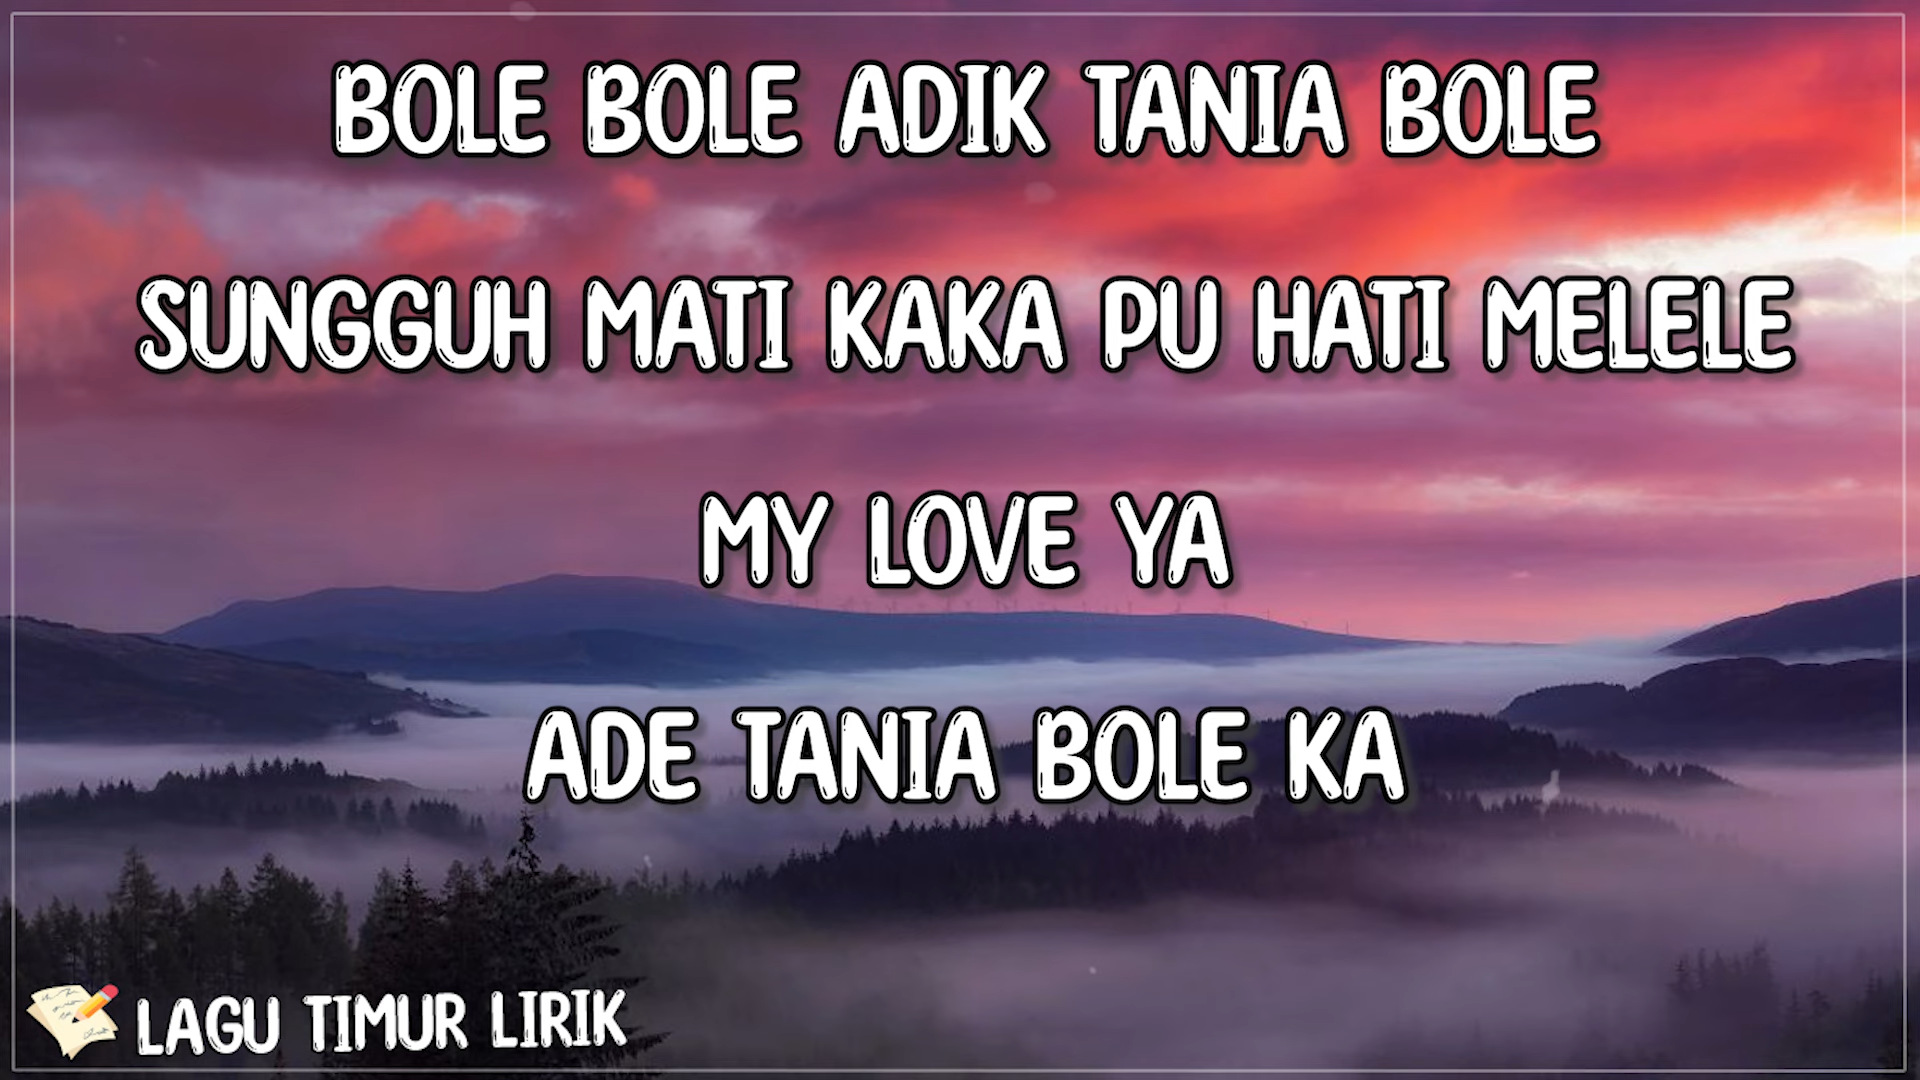 BOLE BOLE ADIK TANIA BOLE
SUNGGUH MATI KAKA PU HATI MELELE
MY LOVE YA
ADE TANIA BOLE KA
LAGU TIMUR LIRIK